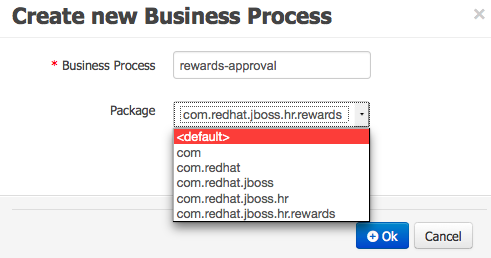 Create new Business Process
×
* Business Process rewards-approval
Package com.redhat.jboss.hr.rewards
<default>
com
com.redhat
com.redhat.jboss
com.redhat.jboss.hr
com.redhat.jboss.hr.rewards
Ok Cancel